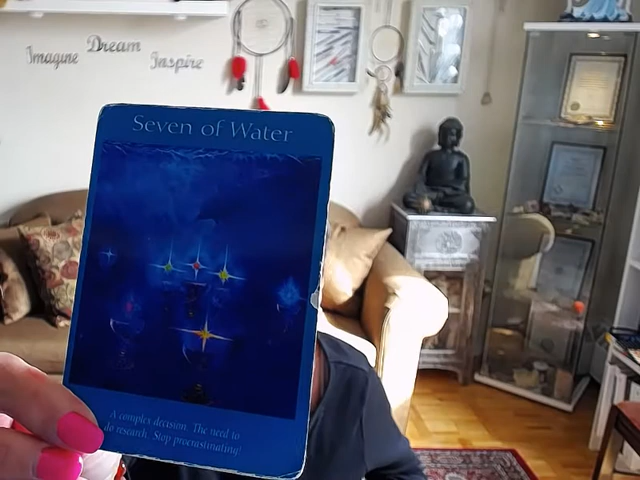 Imagine
Dream
Inspire
Seven of Water
A complex decision. The need to
do research. Stop procrastinating!